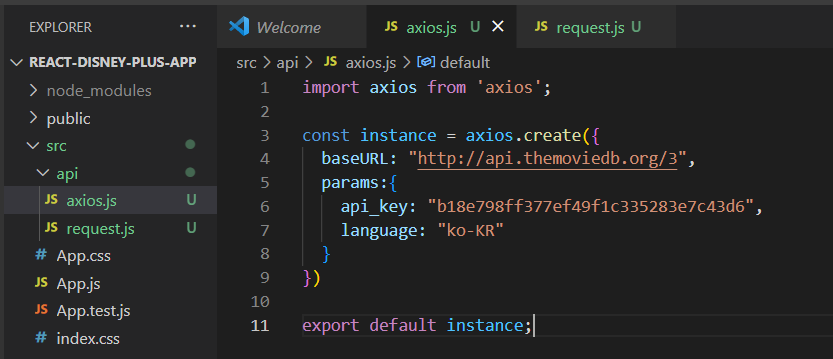 EXPLORER ...
REACT-DISNEY-PLUS-APP
node_modules
public
src
api
JS axios.js U
JS request.js U
# App.css
JS App.js
JS App.test.js
# index.css
Welcome
JS axios.js U
JS request.js U
src > api > JS axios.js > default
1 import axios from 'axios';
2
3 const instance = axios.create({
4 baseURL: "http://api.themoviedb.org/3",
5 params:{
6 api_key: "b18e798ff377ef49f1c335283e7c43d6",
7 language: "ko-KR"
8 }
9 })
10
11 export default instance;